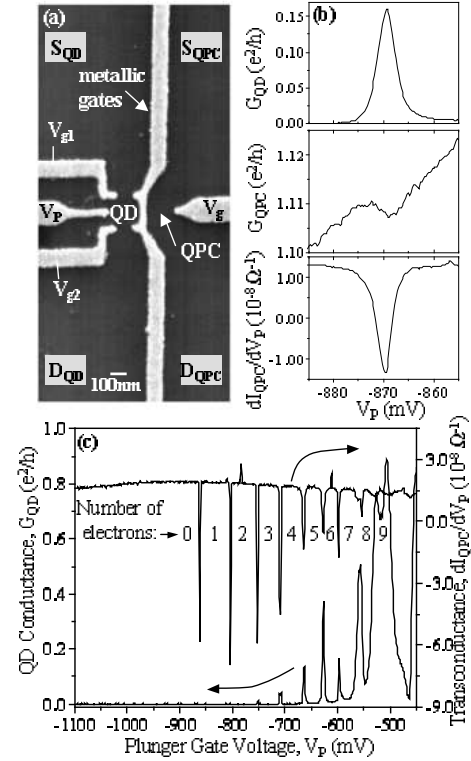 (a)
S_QD
S_QPC
metallic
gates
V_g1
V_P
QD
V_g
QPC
V_g2
D_QD
100nm
D_QPC
(b)
G_QD (e²/h)
0.15
0.10
0.05
0.00
G_QPC (e²/h)
1.12
1.11
1.10
dI_QPC/dV_P (10⁻⁸ Ω⁻¹)
1.00
0.00
-1.00
-880 -860
V_P (mV)
(c)
QD Conductance, G_QD (e²/h)
1.0
0.8
0.6
0.4
0.2
0.0
Number of
electrons: → 0 1 2 3 4 5 6 7 8 9
3.0
0.0
-3.0
-6.0
-9.0
Transconductance, dI_QPC/dV_P (10⁻⁸ Ω⁻¹)
-1100 -1000 -900 -800 -700 -600 -500
Plunger Gate Voltage, V_P (mV)